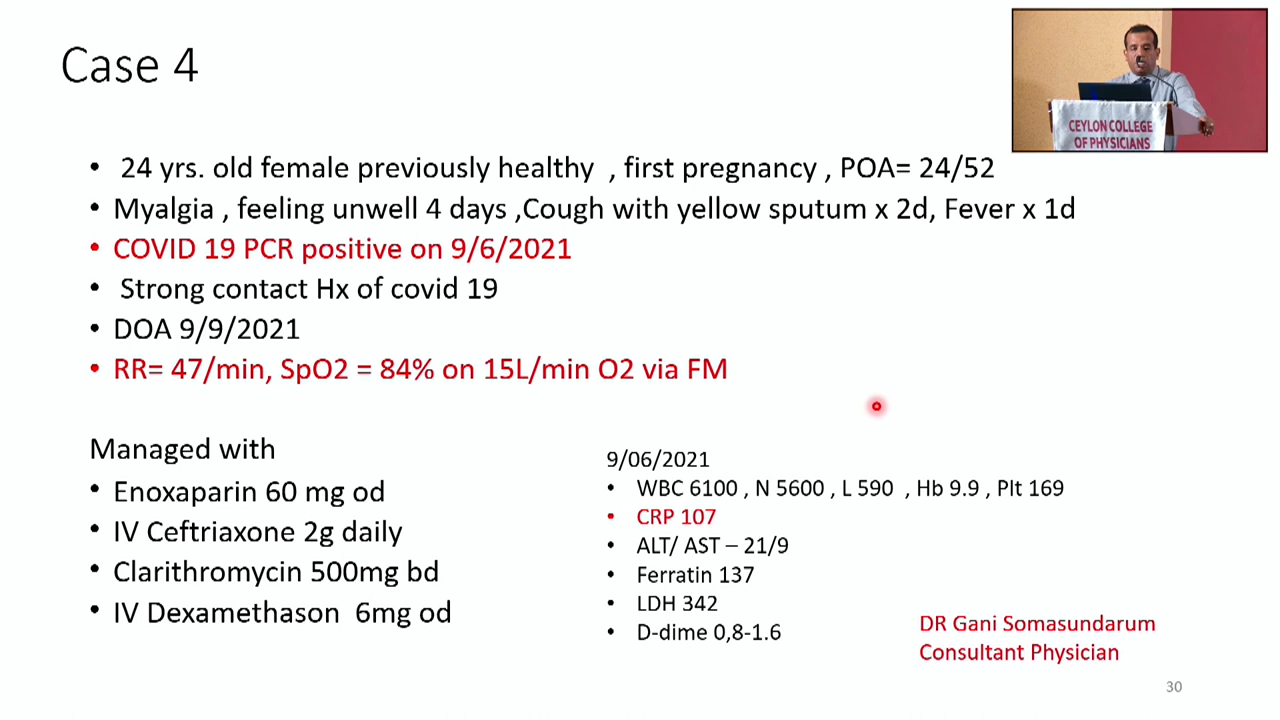 Case 4
CEYLON COLLEGE
OF PHYSICIANS
• 24 yrs. old female previously healthy , first pregnancy , POA= 24/52
• Myalgia , feeling unwell 4 days ,Cough with yellow sputum x 2d, Fever x 1d
• COVID 19 PCR positive on 9/6/2021
• Strong contact Hx of covid 19
• DOA 9/9/2021
• RR= 47/min, SpO2 = 84% on 15L/min O2 via FM
Managed with
• Enoxaparin 60 mg od
• IV Ceftriaxone 2g daily
• Clarithromycin 500mg bd
• IV Dexamethason 6mg od
9/06/2021
• WBC 6100 , N 5600 , L 590 , Hb 9.9 , Plt 169
• CRP 107
• ALT/ AST – 21/9
• Ferratin 137
• LDH 342
• D-dime 0,8-1.6
DR Gani Somasundarum
Consultant Physician
30